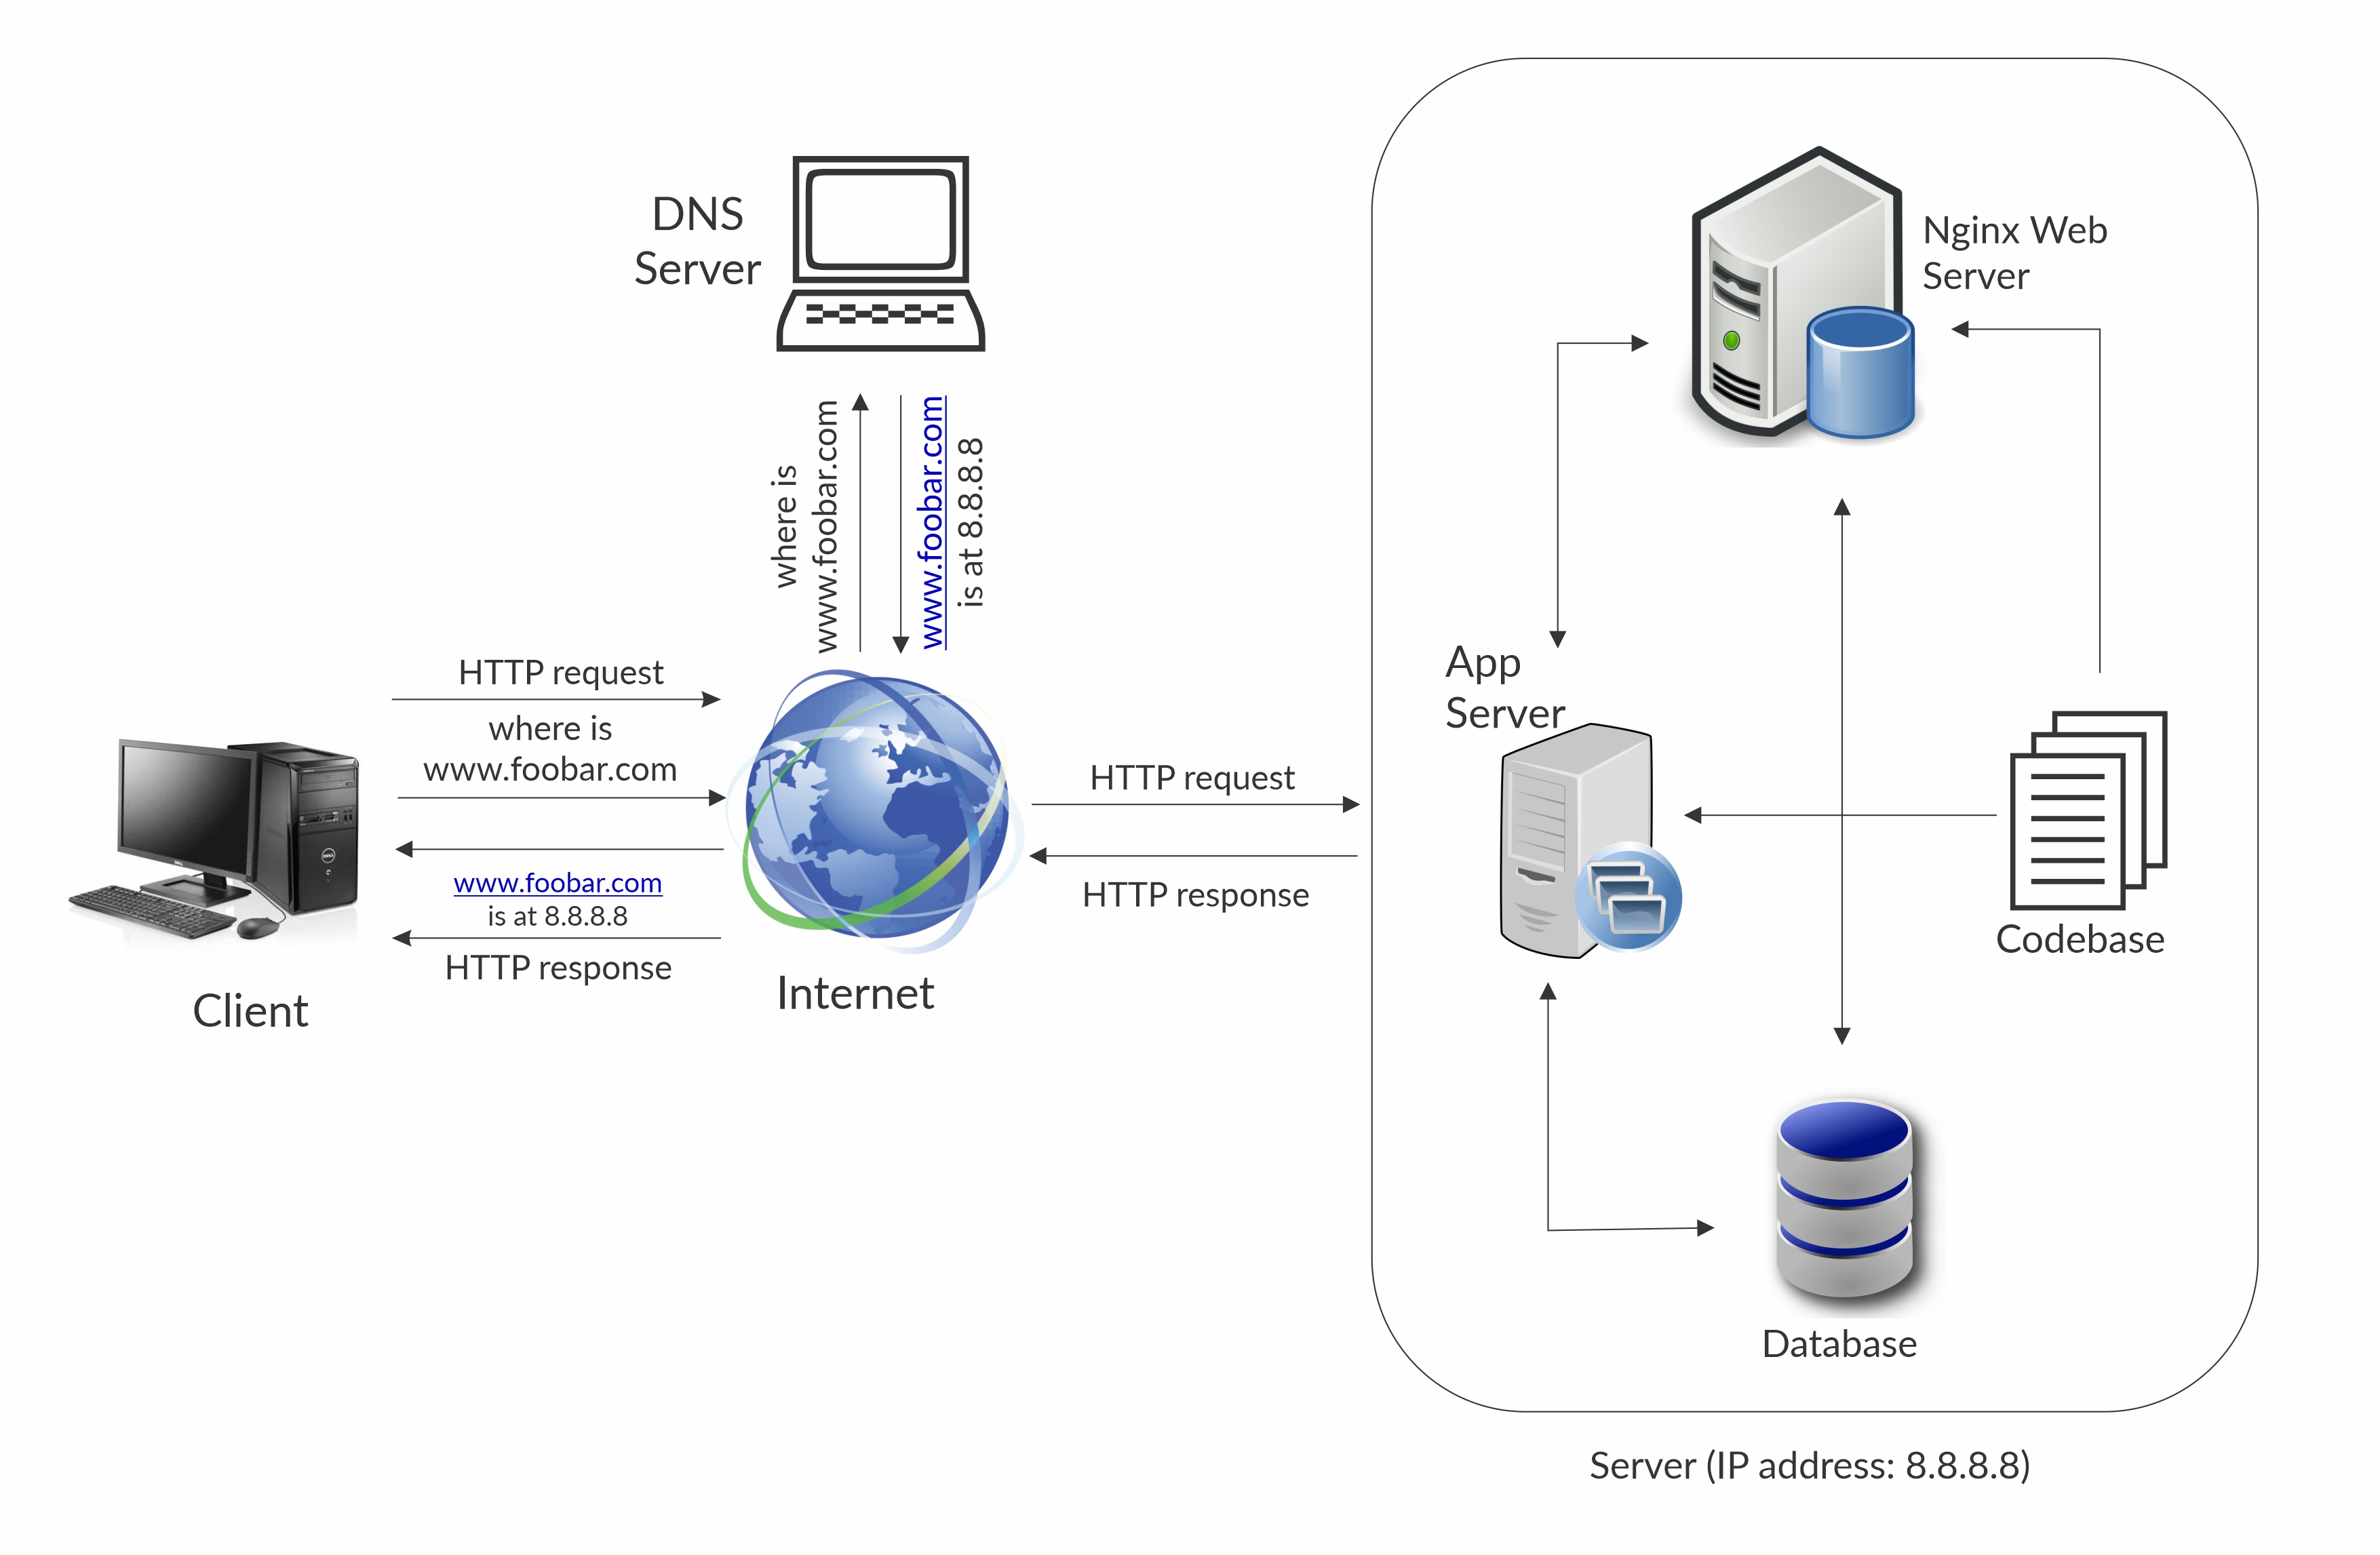 DNS
Server
Nginx Web
Server
where is
www.foobar.com
www.foobar.com
is at 8.8.8.8
HTTP request
where is
www.foobar.com
www.foobar.com
is at 8.8.8.8
HTTP response
Client
Internet
HTTP request
HTTP response
App
Server
Codebase
Database
Server (IP address: 8.8.8.8)